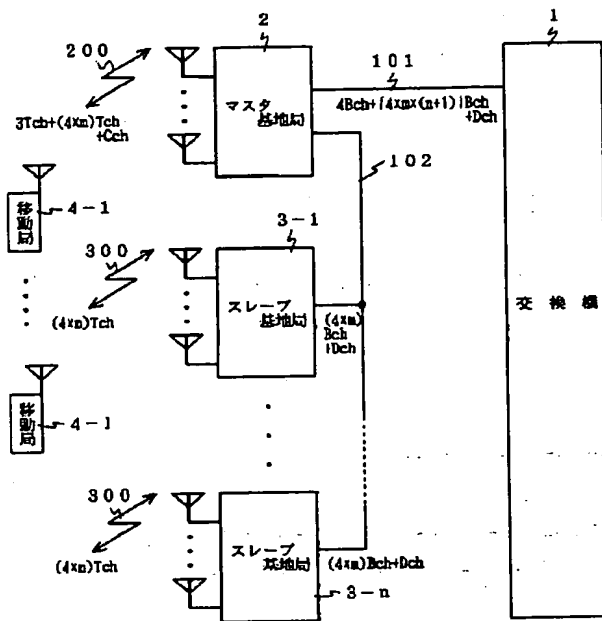 2
1
200
101
マスタ
基地局
4Bch+{4×m×(n+1)}Bch
+Dch
3Tch+(4×m)Tch
+Cch
102
移動局
4-1
3-1
300
スレーブ
基地局
(4×m)
Bch
+Dch
(4×m)Tch
交換機
移動局
4-1
300
スレーブ
基地局
(4×m)Tch
(4×m)Bch+Dch
3-n